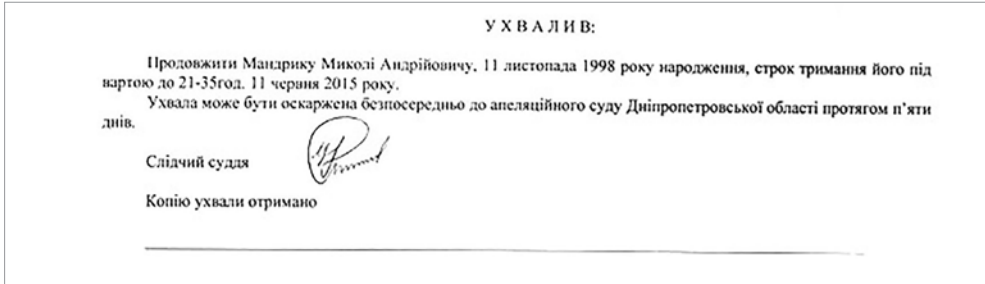 У Х В А Л И В:
Продовжити Мандрику Миколі Андрійовичу, 11 листопада 1998 року народження, строк тримання його під
вартою до 21-35год. 11 червня 2015 року.
Ухвала може бути оскаржена безпосередньо до апеляційного суду Дніпропетровської області протягом п’яти
днів.
Слідчий суддя
Копію ухвали отримано